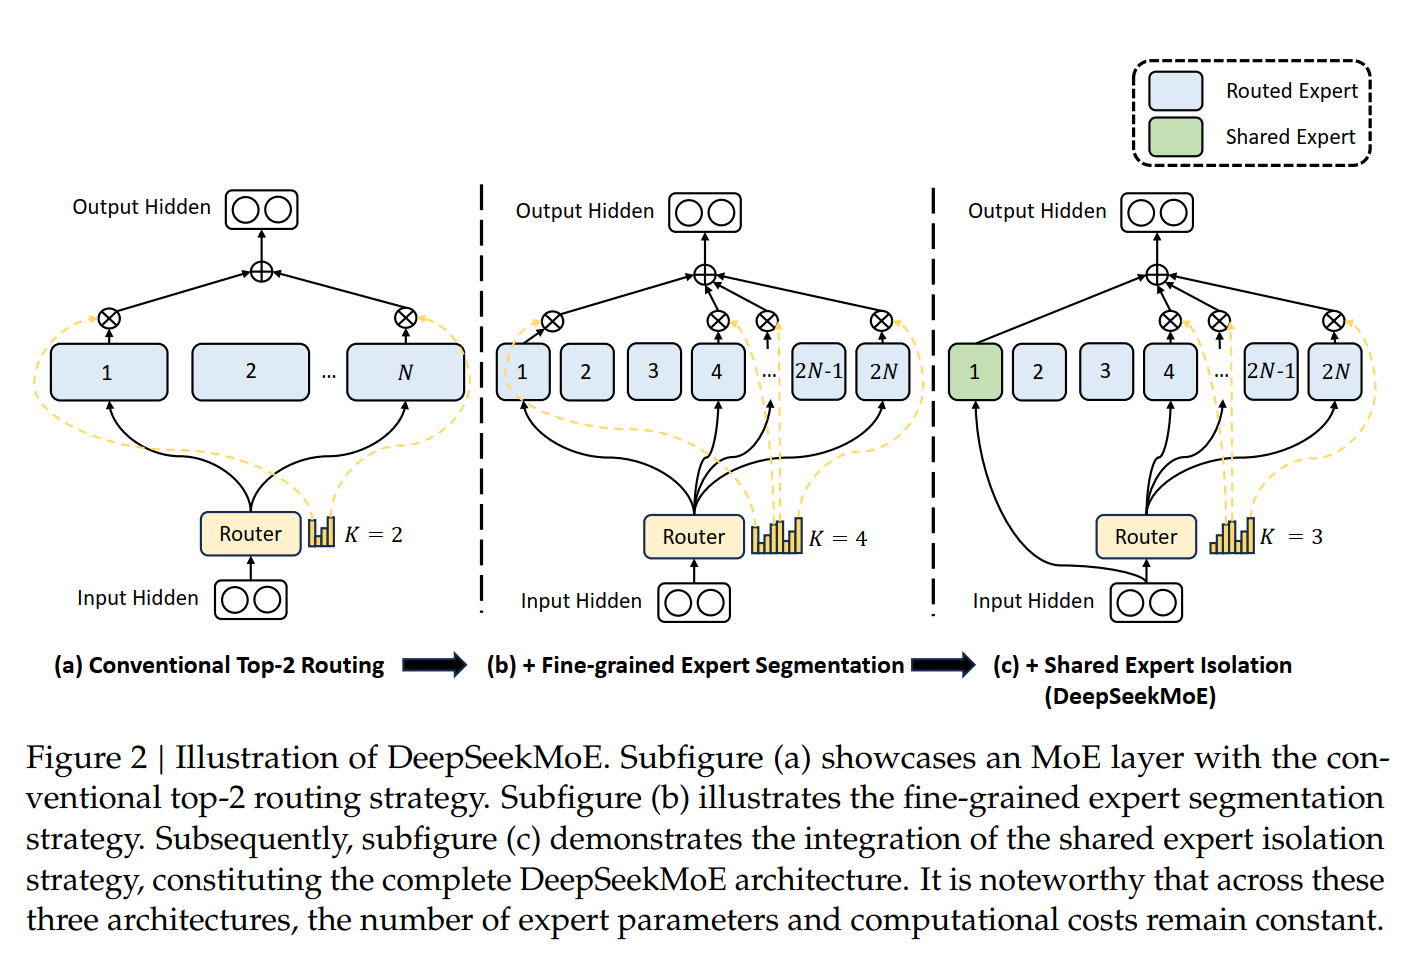 Routed Expert
Shared Expert
Output Hidden
1
2
...
N
Router
K = 2
Input Hidden
(a) Conventional Top-2 Routing
Output Hidden
1
2
3
4
...
2N-1
2N
Router
K = 4
Input Hidden
(b) + Fine-grained Expert Segmentation
Output Hidden
1
2
3
4
...
2N-1
2N
Router
K = 3
Input Hidden
(c) + Shared Expert Isolation
(DeepSeekMoE)
Figure 2 | Illustration of DeepSeekMoE. Subfigure (a) showcases an MoE layer with the con-
ventional top-2 routing strategy. Subfigure (b) illustrates the fine-grained expert segmentation
strategy. Subsequently, subfigure (c) demonstrates the integration of the shared expert isolation
strategy, constituting the complete DeepSeekMoE architecture. It is noteworthy that across these
three architectures, the number of expert parameters and computational costs remain constant.